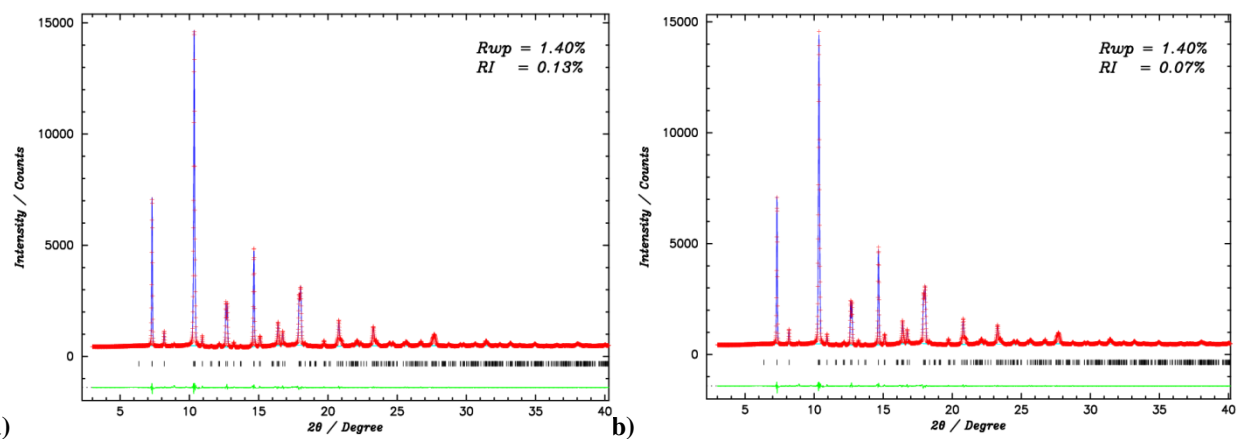 15000
10000
5000
0
Intensity / Counts
Rwp = 1.40%
RI = 0.13%
5 10 15 20 25 30 35 40
2θ / Degree
)
15000
10000
5000
0
Intensity / Counts
Rwp = 1.40%
RI = 0.07%
5 10 15 20 25 30 35 40
2θ / Degree
b)